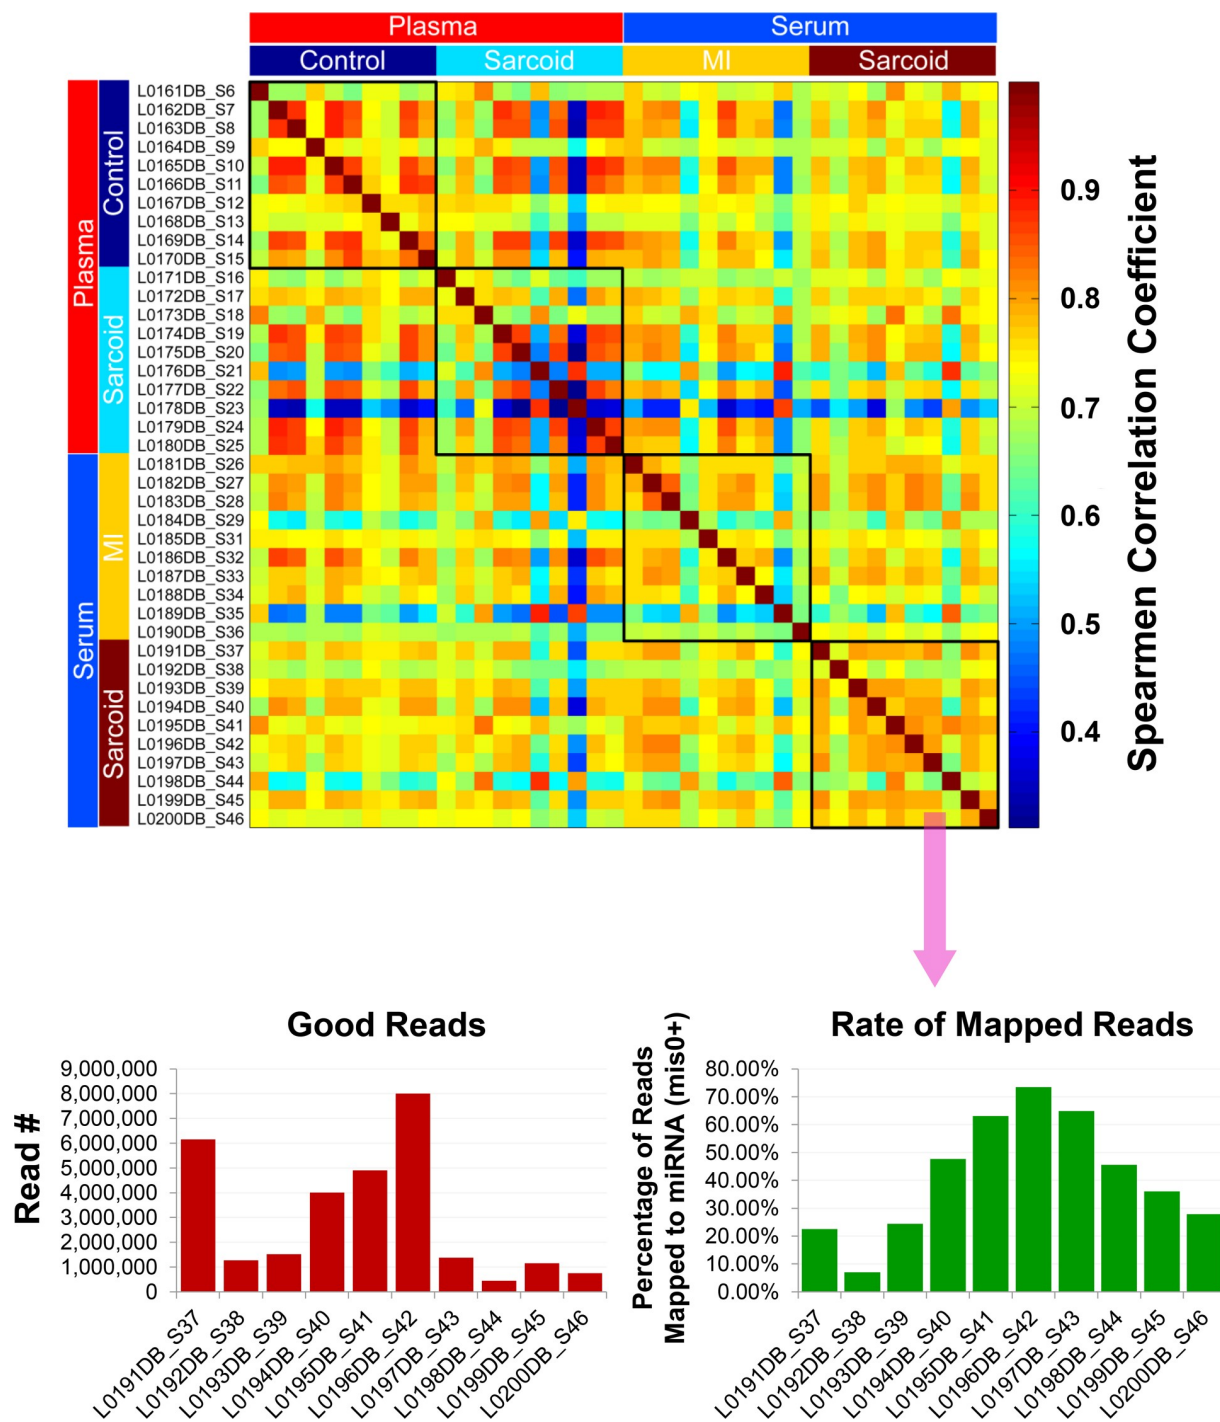 Plasma Serum
Control Sarcoid MI Sarcoid
Plasma
Serum
Control
Sarcoid
MI
Sarcoid
L0161DB_S6
L0162DB_S7
L0163DB_S8
L0164DB_S9
L0165DB_S10
L0166DB_S11
L0167DB_S12
L0168DB_S13
L0169DB_S14
L0170DB_S15
L0171DB_S16
L0172DB_S17
L0173DB_S18
L0174DB_S19
L0175DB_S20
L0176DB_S21
L0177DB_S22
L0178DB_S23
L0179DB_S24
L0180DB_S25
L0181DB_S26
L0182DB_S27
L0183DB_S28
L0184DB_S29
L0185DB_S31
L0186DB_S32
L0187DB_S33
L0188DB_S34
L0189DB_S35
L0190DB_S36
L0191DB_S37
L0192DB_S38
L0193DB_S39
L0194DB_S40
L0195DB_S41
L0196DB_S42
L0197DB_S43
L0198DB_S44
L0199DB_S45
L0200DB_S46
0.9
0.8
0.7
0.6
0.5
0.4
Spearmen Correlation Coefficient
Good Reads
Read #
9,000,000
8,000,000
7,000,000
6,000,000
5,000,000
4,000,000
3,000,000
2,000,000
1,000,000
0
L0191DB_S37
L0192DB_S38
L0193DB_S39
L0194DB_S40
L0195DB_S41
L0196DB_S42
L0197DB_S43
L0198DB_S44
L0199DB_S45
L0200DB_S46
Rate of Mapped Reads
Percentage of Reads
Mapped to miRNA (mis0+)
80.00%
70.00%
60.00%
50.00%
40.00%
30.00%
20.00%
10.00%
0.00%
L0191DB_S37
L0192DB_S38
L0193DB_S39
L0194DB_S40
L0195DB_S41
L0196DB_S42
L0197DB_S43
L0198DB_S44
L0199DB_S45
L0200DB_S46